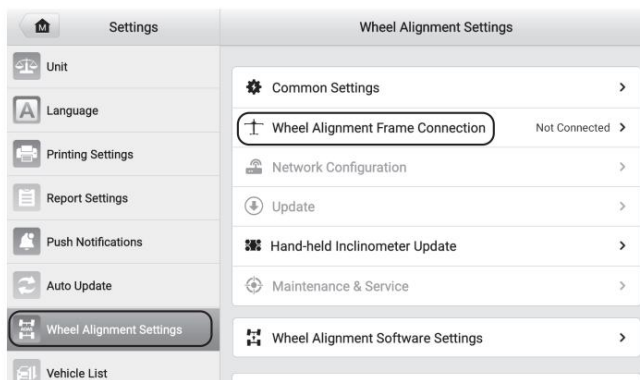 M
Settings
Wheel Alignment Settings
Unit
Language
Printing Settings
Report Settings
Push Notifications
Auto Update
Wheel Alignment Settings
Vehicle List
Common Settings
Wheel Alignment Frame Connection Not Connected
Network Configuration
Update
Hand-held Inclinometer Update
Maintenance & Service
Wheel Alignment Software Settings